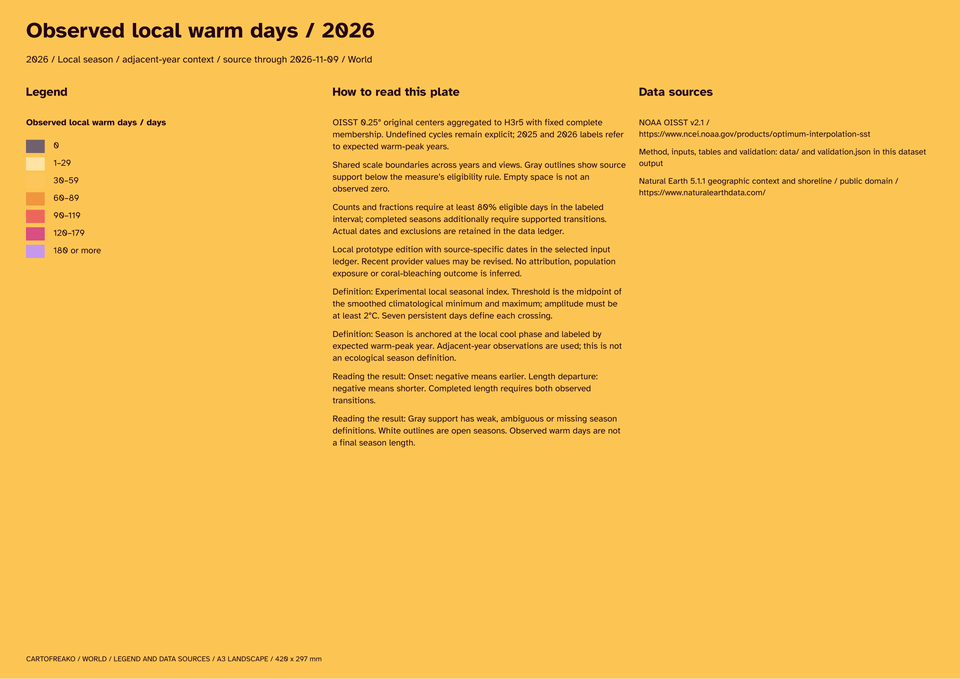 Observed local warm days / 2026
2026 / Local season / adjacent-year context / source through 2026-11-09 / World
Legend
Observed local warm days / days
0
1–29
30–59
60–89
90–119
120–179
180 or more
How to read this plate
OISST 0.25° original centers aggregated to H3r5 with fixed complete
membership. Undefined cycles remain explicit; 2025 and 2026 labels refer
to expected warm-peak years.
Shared scale boundaries across years and views. Gray outlines show source
support below the measure's eligibility rule. Empty space is not an
observed zero.
Counts and fractions require at least 80% eligible days in the labeled
interval; completed seasons additionally require supported transitions.
Actual dates and exclusions are retained in the data ledger.
Local prototype edition with source-specific dates in the selected input
ledger. Recent provider values may be revised. No attribution, population
exposure or coral-bleaching outcome is inferred.
Definition: Experimental local seasonal index. Threshold is the midpoint of
the smoothed climatological minimum and maximum; amplitude must be
at least 2°C. Seven persistent days define each crossing.
Definition: Season is anchored at the local cool phase and labeled by
expected warm-peak year. Adjacent-year observations are used; this is not
an ecological season definition.
Reading the result: Onset: negative means earlier. Length departure:
negative means shorter. Completed length requires both observed
transitions.
Reading the result: Gray support has weak, ambiguous or missing season
definitions. White outlines are open seasons. Observed warm days are not
a final season length.
Data sources
NOAA OISST v2.1 /
https://www.ncei.noaa.gov/products/optimum-interpolation-sst
Method, inputs, tables and validation: data/ and validation.json in this dataset
output
Natural Earth 5.1.1 geographic context and shoreline / public domain /
https://www.naturalearthdata.com/
CARTOFREAKO / WORLD / LEGEND AND DATA SOURCES / A3 LANDSCAPE / 420 x 297 mm